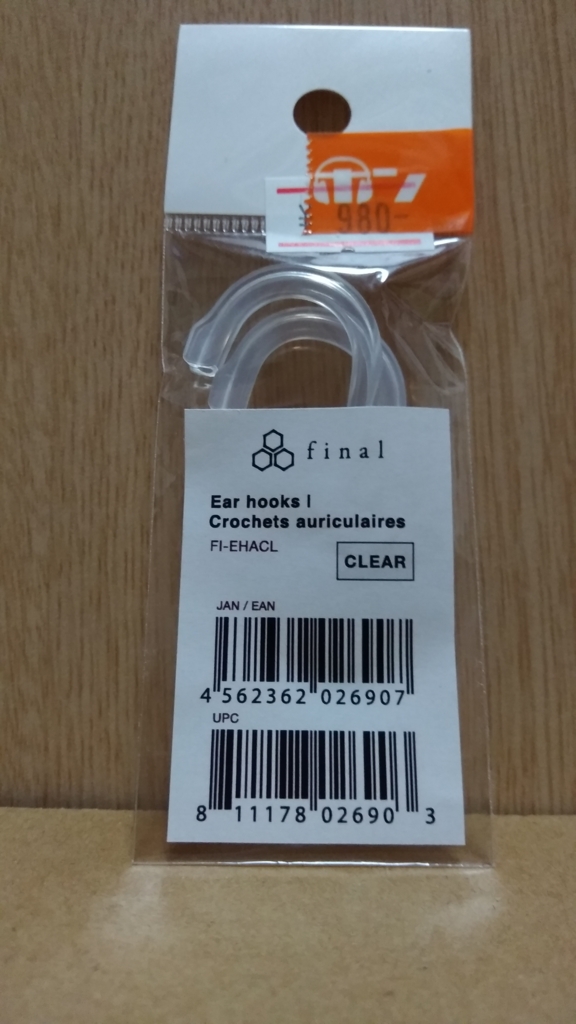 980-
final
Ear hooks |
Crochets auriculaires
FI-EHACL
CLEAR
JAN / EAN
4 562362 026907
UPC
8 11178 02690 3